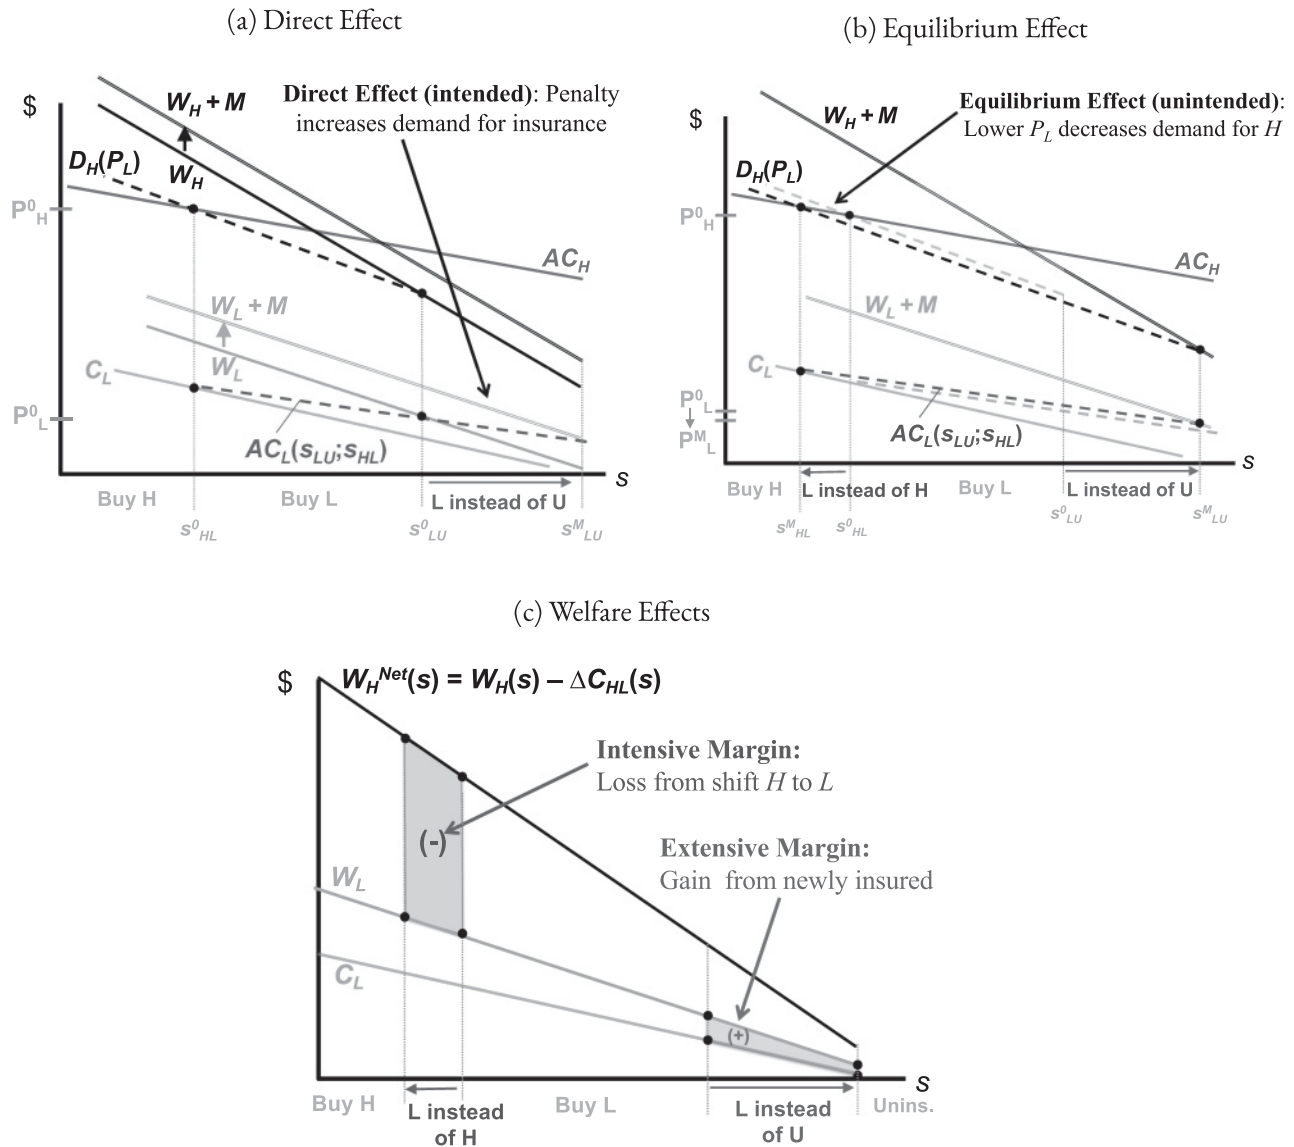 (a) Direct Effect
$
W_H + M
W_H
D_H(P_L)
P^0_H
Direct Effect (intended): Penalty
increases demand for insurance
AC_H
W_L + M
W_L
C_L
P^0_L
AC_L(s_LU;s_HL)
s
Buy H
Buy L
L instead of U
s^0_HL
s^0_LU
s^M_LU
(b) Equilibrium Effect
$
W_H + M
Equilibrium Effect (unintended):
Lower P_L decreases demand for H
D_H(P_L)
P^0_H
AC_H
W_L + M
C_L
P^0_L
P^M_L
AC_L(s_LU;s_HL)
s
Buy H
L instead of H
Buy L
L instead of U
s^M_HL
s^0_HL
s^0_LU
s^M_LU
(c) Welfare Effects
$
W_H^Net(s) = W_H(s) – ΔC_HL(s)
Intensive Margin:
Loss from shift H to L
(-)
Extensive Margin:
Gain from newly insured
W_L
C_L
(+)
s
Buy H
L instead
of H
Buy L
L instead
of U
Unins.